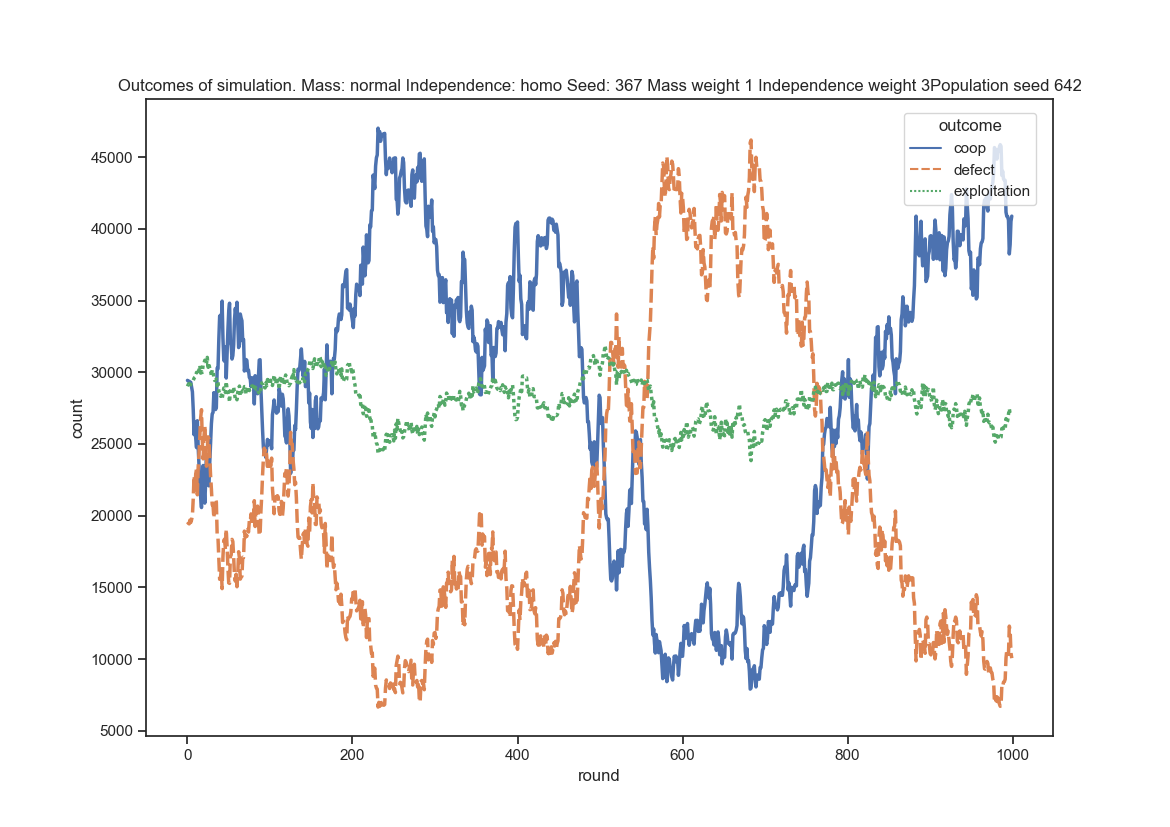 Outcomes of simulation. Mass: normal Independence: homo Seed: 367 Mass weight 1 Independence weight 3Population seed 642
outcome
coop
defect
exploitation
45000
40000
35000
30000
25000
20000
15000
10000
5000
count
0 200 400 600 800 1000
round